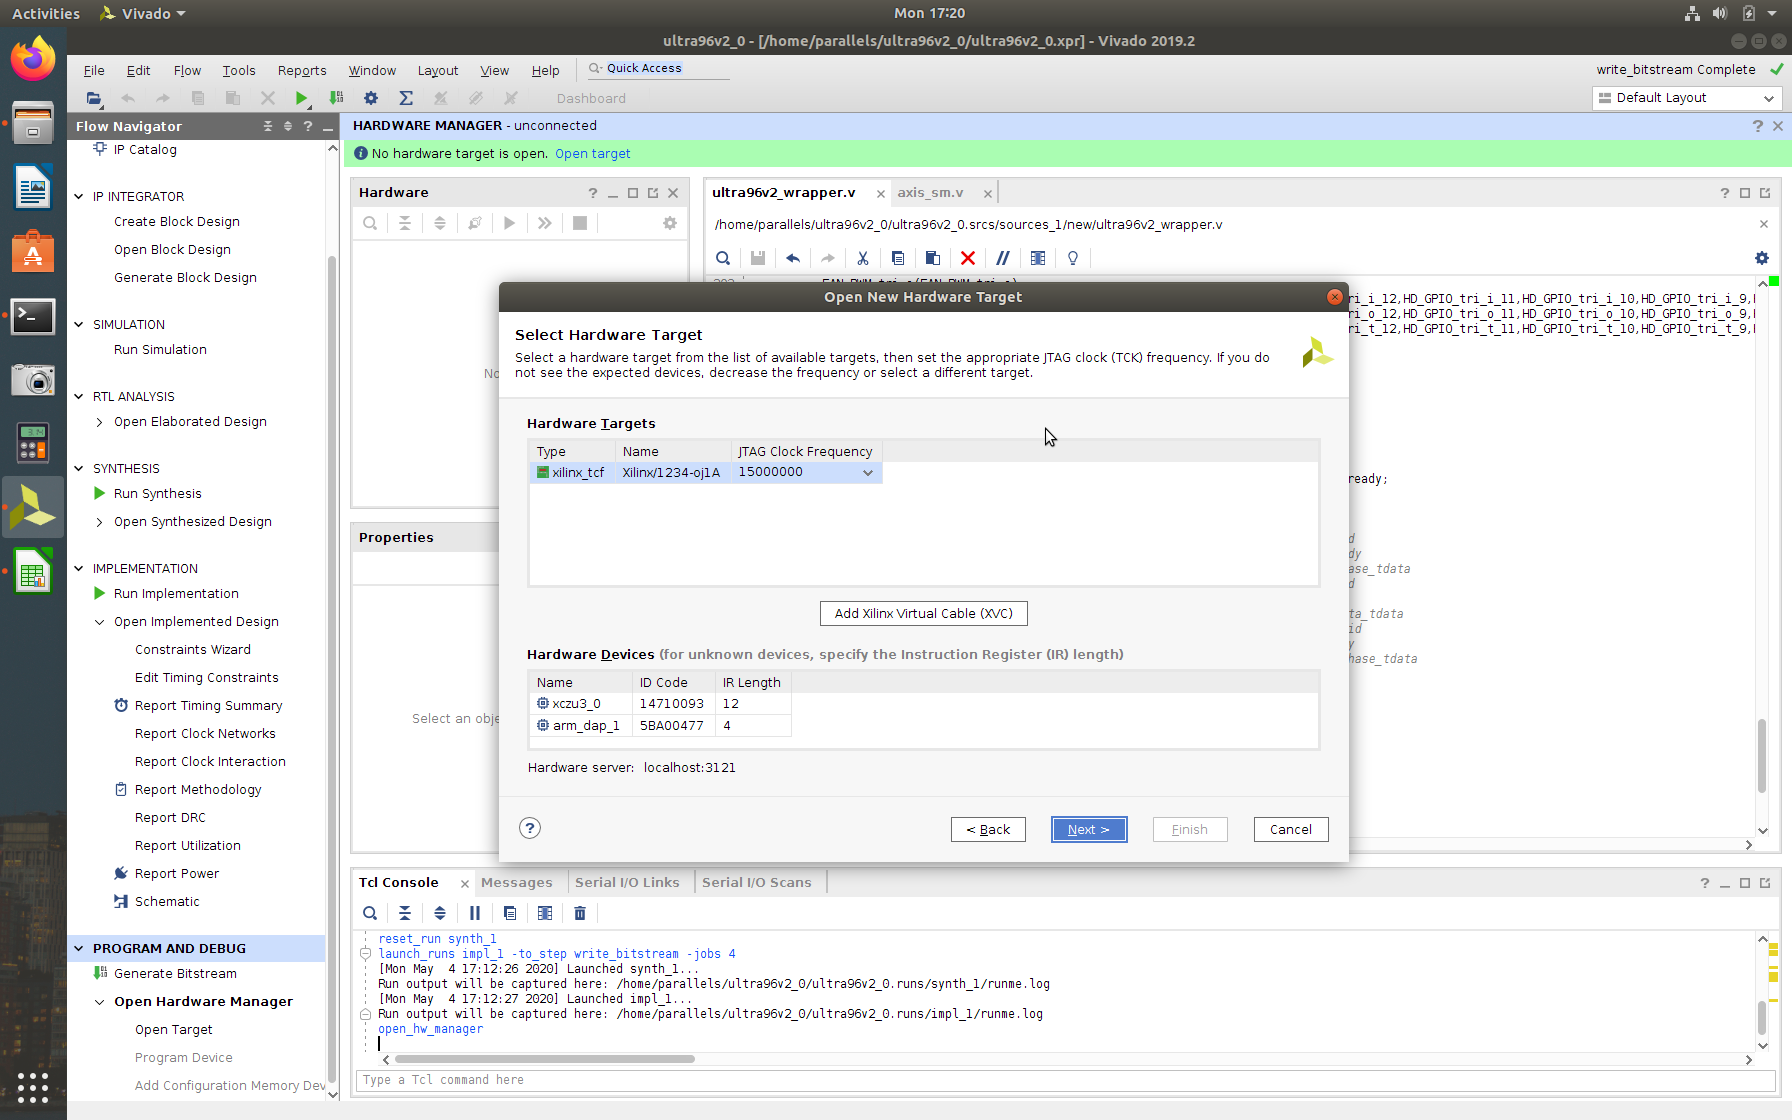 Activities
Vivado
Mon 17:20
ultra96v2_0 - [/home/parallels/ultra96v2_0/ultra96v2_0.xpr] - Vivado 2019.2
File Edit Flow Tools Reports Window Layout View Help
Quick Access
write_bitstream Complete
Dashboard
Default Layout
Flow Navigator
IP Catalog
IP INTEGRATOR
Create Block Design
Open Block Design
Generate Block Design
SIMULATION
Run Simulation
RTL ANALYSIS
Open Elaborated Design
SYNTHESIS
Run Synthesis
Open Synthesized Design
IMPLEMENTATION
Run Implementation
Open Implemented Design
Constraints Wizard
Edit Timing Constraints
Report Timing Summary
Report Clock Networks
Report Clock Interaction
Report Methodology
Report DRC
Report Utilization
Report Power
Schematic
PROGRAM AND DEBUG
Generate Bitstream
Open Hardware Manager
Open Target
Program Device
Add Configuration Memory Dev
HARDWARE MANAGER - unconnected
No hardware target is open. Open target
Hardware
No
Properties
Select an obje
ultra96v2_wrapper.v
axis_sm.v
/home/parallels/ultra96v2_0/ultra96v2_0.srcs/sources_1/new/ultra96v2_wrapper.v
tri_i_12,HD_GPIO_tri_i_11,HD_GPIO_tri_i_10,HD_GPIO_tri_i_9,
tri_o_12,HD_GPIO_tri_o_11,HD_GPIO_tri_o_10,HD_GPIO_tri_o_9,
tri_t_12,HD_GPIO_tri_t_11,HD_GPIO_tri_t_10,HD_GPIO_tri_t_9,
ready;
d
dy
ase_tdata
d
ta_tdata
id
y
hase_tdata
Open New Hardware Target
Select Hardware Target
Select a hardware target from the list of available targets, then set the appropriate JTAG clock (TCK) frequency. If you do
not see the expected devices, decrease the frequency or select a different target.
Hardware Targets
Type Name JTAG Clock Frequency
xilinx_tcf Xilinx/1234-oj1A 15000000
Add Xilinx Virtual Cable (XVC)
Hardware Devices (for unknown devices, specify the Instruction Register (IR) length)
Name ID Code IR Length
xczu3_0 14710093 12
arm_dap_1 5BA00477 4
Hardware server: localhost:3121
?
< Back
Next >
Finish
Cancel
Tcl Console
Messages
Serial I/O Links
Serial I/O Scans
reset_run synth_1
launch_runs impl_1 -to_step write_bitstream -jobs 4
[Mon May  4 17:12:26 2020] Launched synth_1...
Run output will be captured here: /home/parallels/ultra96v2_0/ultra96v2_0.runs/synth_1/runme.log
[Mon May  4 17:12:27 2020] Launched impl_1...
Run output will be captured here: /home/parallels/ultra96v2_0/ultra96v2_0.runs/impl_1/runme.log
open_hw_manager
Type a Tcl command here